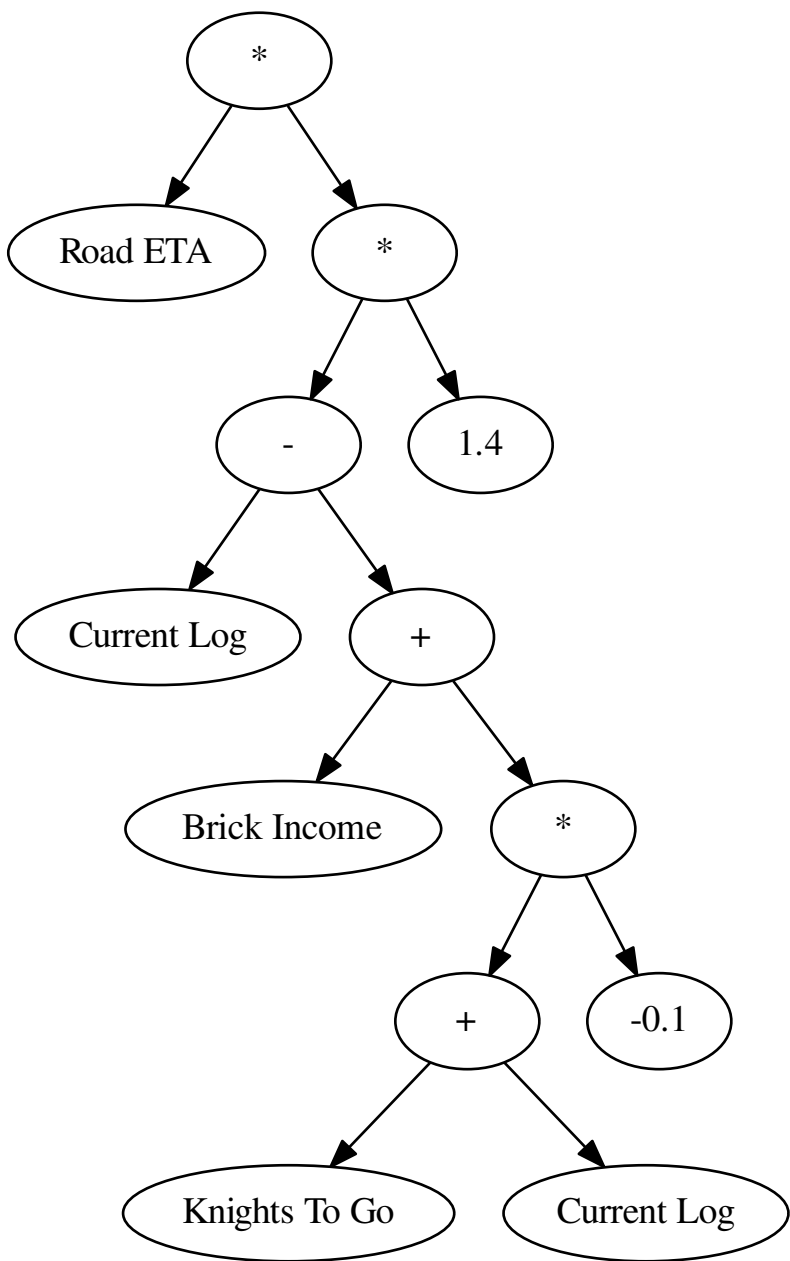 *
Road ETA
*
-
1.4
Current Log
+
Brick Income
*
+
-0.1
Knights To Go
Current Log